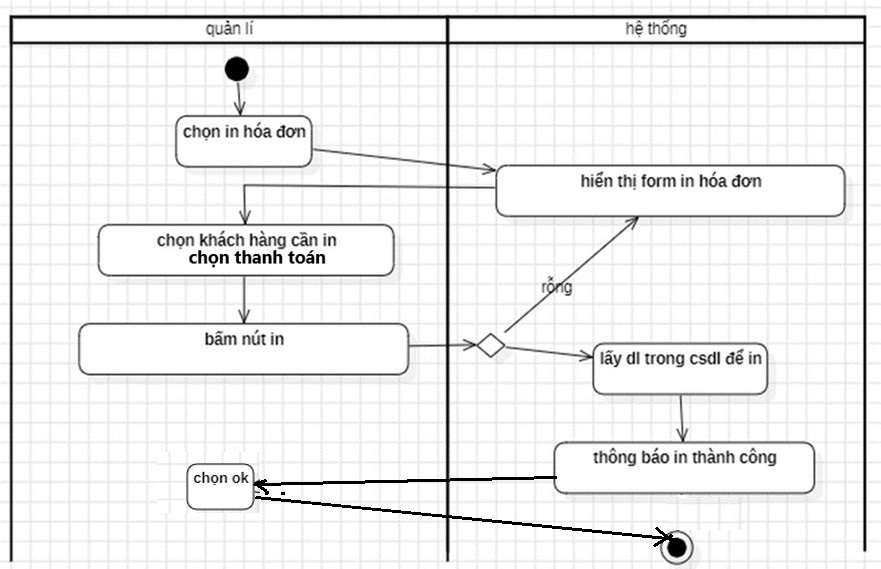 quản lí
hệ thống
chọn in hóa đơn
hiển thị form in hóa đơn
chọn khách hàng cần in
chọn thanh toán
rỗng
bấm nút in
lấy dl trong csdl để in
thông báo in thành công
chọn ok